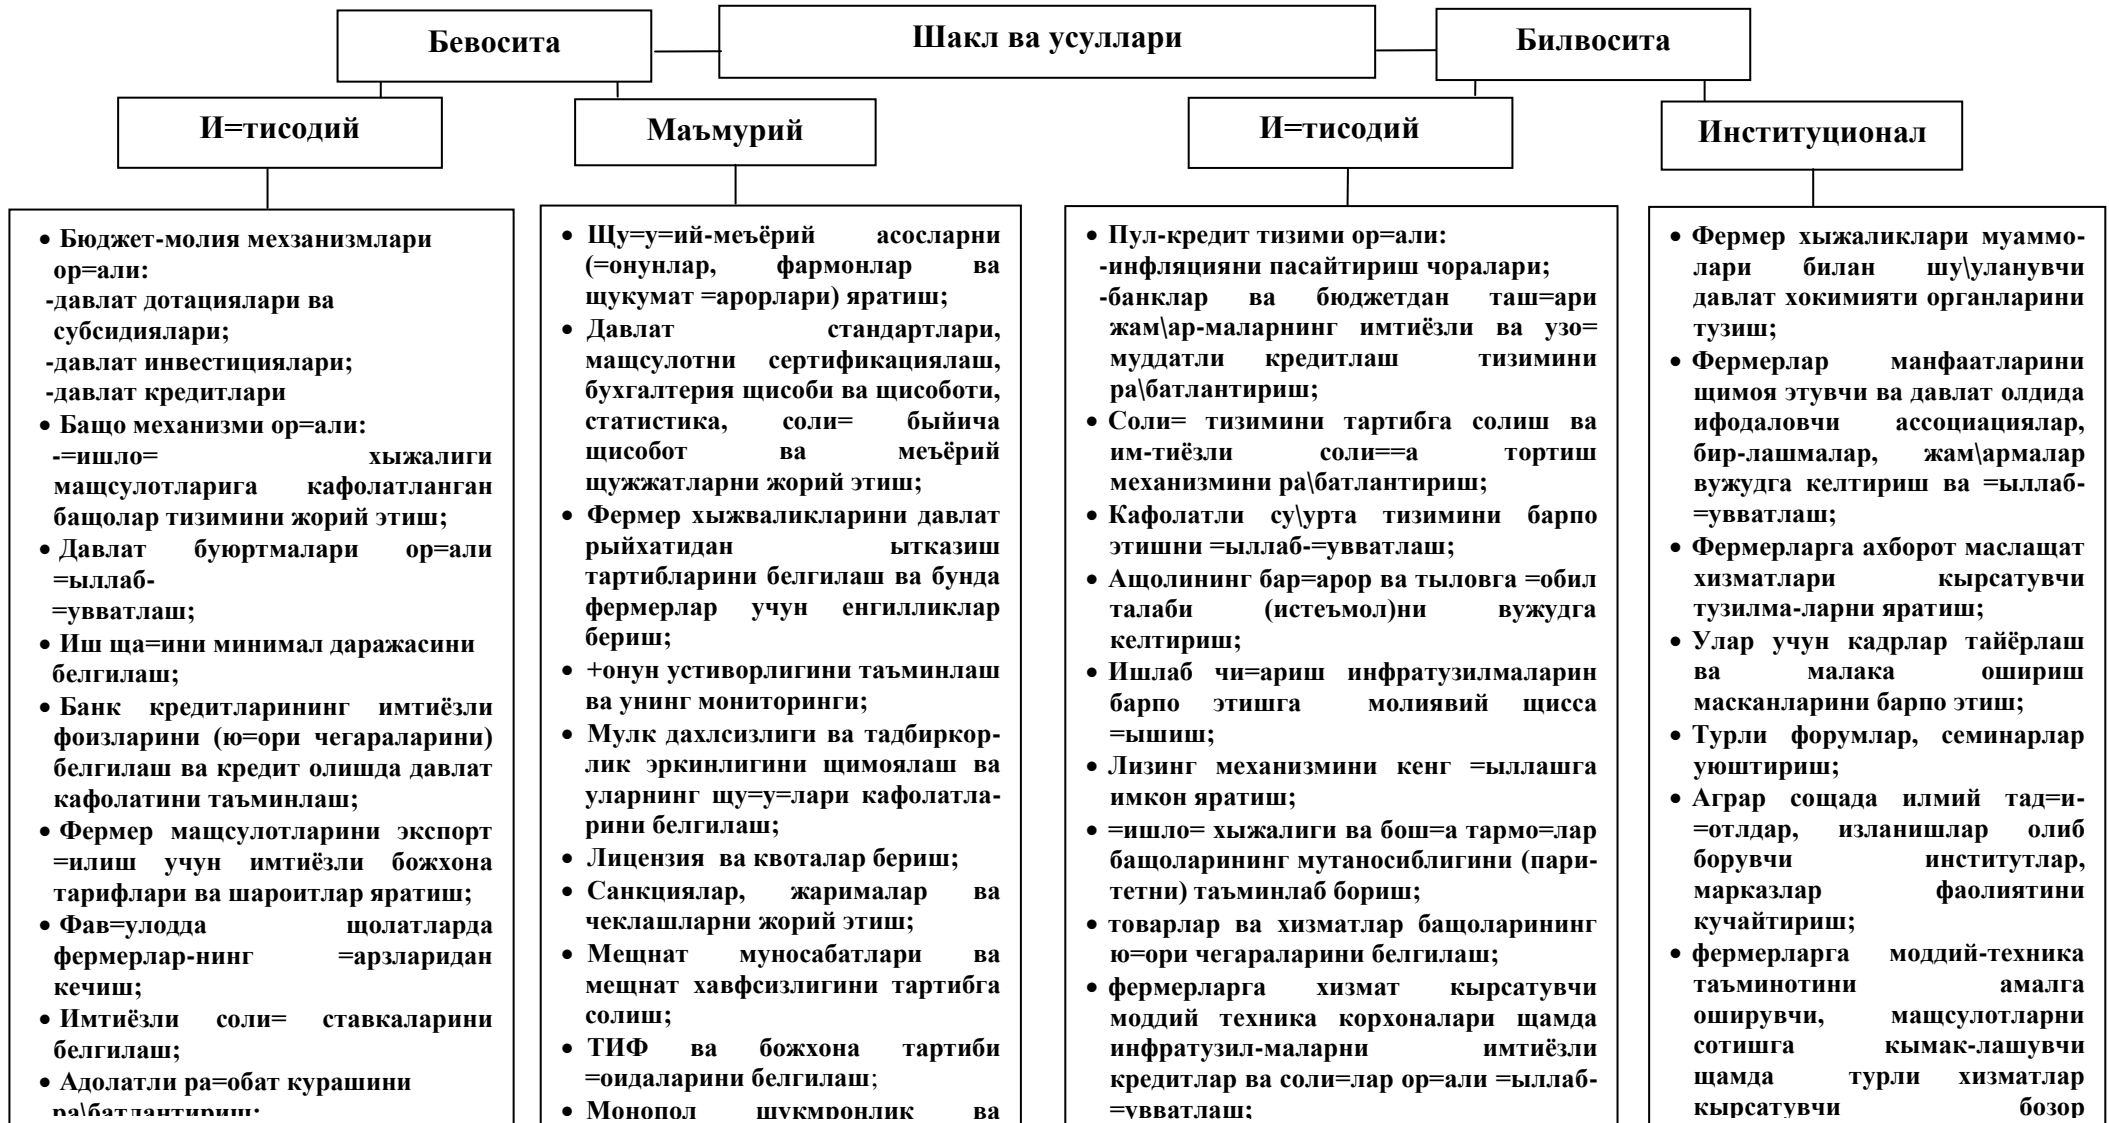 Шакл ва усуллари
Бевосита
Билвосита
И=тисодий
Маъмурий
И=тисодий
Институционал
• Бюджет-молия мехзанизмлари
ор=али:
-давлат дотациялари ва
субсидиялари;
-давлат инвестициялари;
-давлат кредитлари
• Бащо механизми ор=али:
-=ишло= хыжалиги
мащсулотларига кафолатланган
бащолар тизимини жорий этиш;
• Давлат буюртмалари ор=али
=ыллаб-
=увватлаш;
• Иш ща=ини минимал даражасини
белгилаш;
• Банк кредитларининг имтиёзли
фоизларини (ю=ори чегараларини)
белгилаш ва кредит олишда давлат
кафолатини таъминлаш;
• Фермер мащсулотларини экспорт
=илиш учун имтиёзли божхона
тарифлари ва шароитлар яратиш;
• Фав=улодда щолатларда
фермерлар-нинг =арзларидан
кечиш;
• Имтиёзли соли= ставкаларини
белгилаш;
• Адолатли ра=обат курашини
ра\батлантириш;
• Щу=у=ий-меъёрий асосларни
(=онунлар, фармонлар ва
щукумат =арорлари) яратиш;
• Давлат стандартлари,
мащсулотни сертификациялаш,
бухгалтерия щисоби ва щисоботи,
статистика, соли= быйича
щисобот ва меъёрий
щужжатларни жорий этиш;
• Фермер хыжваликларини давлат
рыйхатидан ытказиш
тартибларини белгилаш ва бунда
фермерлар учун енгилликлар
бериш;
• +онун устиворлигини таъминлаш
ва унинг мониторинги;
• Мулк дахлсизлиги ва тадбиркор-
лик эркинлигини щимоялаш ва
уларнинг щу=у=лари кафолатла-
рини белгилаш;
• Лицензия ва квоталар бериш;
• Санкциялар, жарималар ва
чеклашларни жорий этиш;
• Мещнат муносабатлари ва
мещнат хавфсизлигини тартибга
солиш;
• ТИФ ва божхона тартиби
=оидаларини белгилаш;
• Монопол щукмронлик ва
• Пул-кредит тизими ор=али:
-инфляцияни пасайтириш чоралари;
-банклар ва бюджетдан таш=ари
жам\ар-маларнинг имтиёзли ва узо=
муддатли кредитлаш тизимини
ра\батлантириш;
• Соли= тизимини тартибга солиш ва
им-тиёзли соли==а тортиш
механизмини ра\батлантириш;
• Кафолатли су\урта тизимини барпо
этишни =ыллаб-=увватлаш;
• Ащолининг бар=арор ва тыловга =обил
талаби (истеъмол)ни вужудга
келтириш;
• Ишлаб чи=ариш инфратузилмаларин
барпо этишга молиявий щисса
=ышиш;
• Лизинг механизмини кенг =ыллашга
имкон яратиш;
• =ишло= хыжалиги ва бош=а тармо=лар
бащоларининг мутаносиблигини (пари-
тетни) таъминлаб бориш;
• товарлар ва хизматлар бащоларининг
ю=ори чегараларини белгилаш;
• фермерларга хизмат кырсатувчи
моддий техника корхоналари щамда
инфратузил-маларни имтиёзли
кредитлар ва соли=лар ор=али =ыллаб-
=увватлаш;
• Фермер хыжаликлари муаммо-
лари билан шу\уланувчи
давлат хокимияти органларини
тузиш;
• Фермерлар манфаатларини
щимоя этувчи ва давлат олдида
ифодаловчи ассоциациялар,
бир-лашмалар, жам\армалар
вужудга келтириш ва =ыллаб-
=увватлаш;
• Фермерларга ахборот маслащат
хизматлари кырсатувчи
тузилма-ларни яратиш;
• Улар учун кадрлар тайёрлаш
ва малака ошириш
масканларини барпо этиш;
• Турли форумлар, семинарлар
уюштириш;
• Аграр сощада илмий тад=и-
=отлдар, изланишлар олиб
борувчи институтлар,
марказлар фаолиятини
кучайтириш;
• фермерларга моддий-техника
таъминотини амалга
оширувчи, мащсулотларни
сотишга кымак-лашувчи
щамда турли хизматлар
кырсатувчи бозор